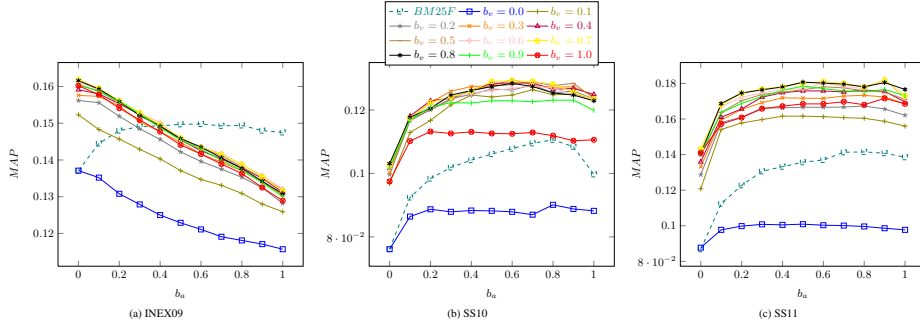 BM25F b_v = 0.0 b_v = 0.1
b_v = 0.2 b_v = 0.3 b_v = 0.4
b_v = 0.5 b_v = 0.6 b_v = 0.7
b_v = 0.8 b_v = 0.9 b_v = 1.0
MAP
0.16
0.15
0.14
0.13
0.12
0 0.2 0.4 0.6 0.8 1
b_a
(a) INEX09
MAP
0.12
0.1
8 · 10⁻²
0 0.2 0.4 0.6 0.8 1
b_a
(b) SS10
MAP
0.18
0.16
0.14
0.12
0.1
8 · 10⁻²
0 0.2 0.4 0.6 0.8 1
b_a
(c) SS11